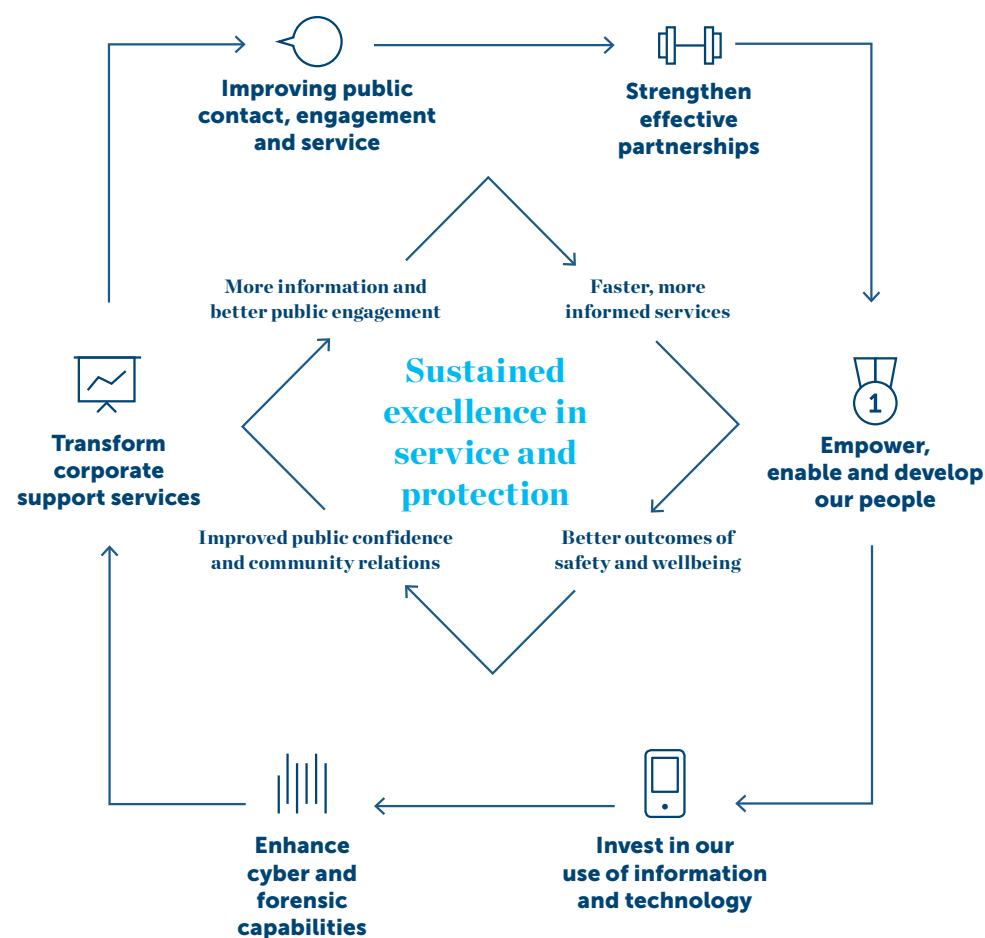 Improving public
contact, engagement
and service
Strengthen
effective
partnerships
More information and
better public engagement
Faster, more
informed services
Sustained
excellence in
service and
protection
Transform
corporate
support services
1
Empower,
enable and develop
our people
Improved public confidence
and community relations
Better outcomes of
safety and wellbeing
Enhance
cyber and
forensic
capabilities
Invest in our
use of information
and technology